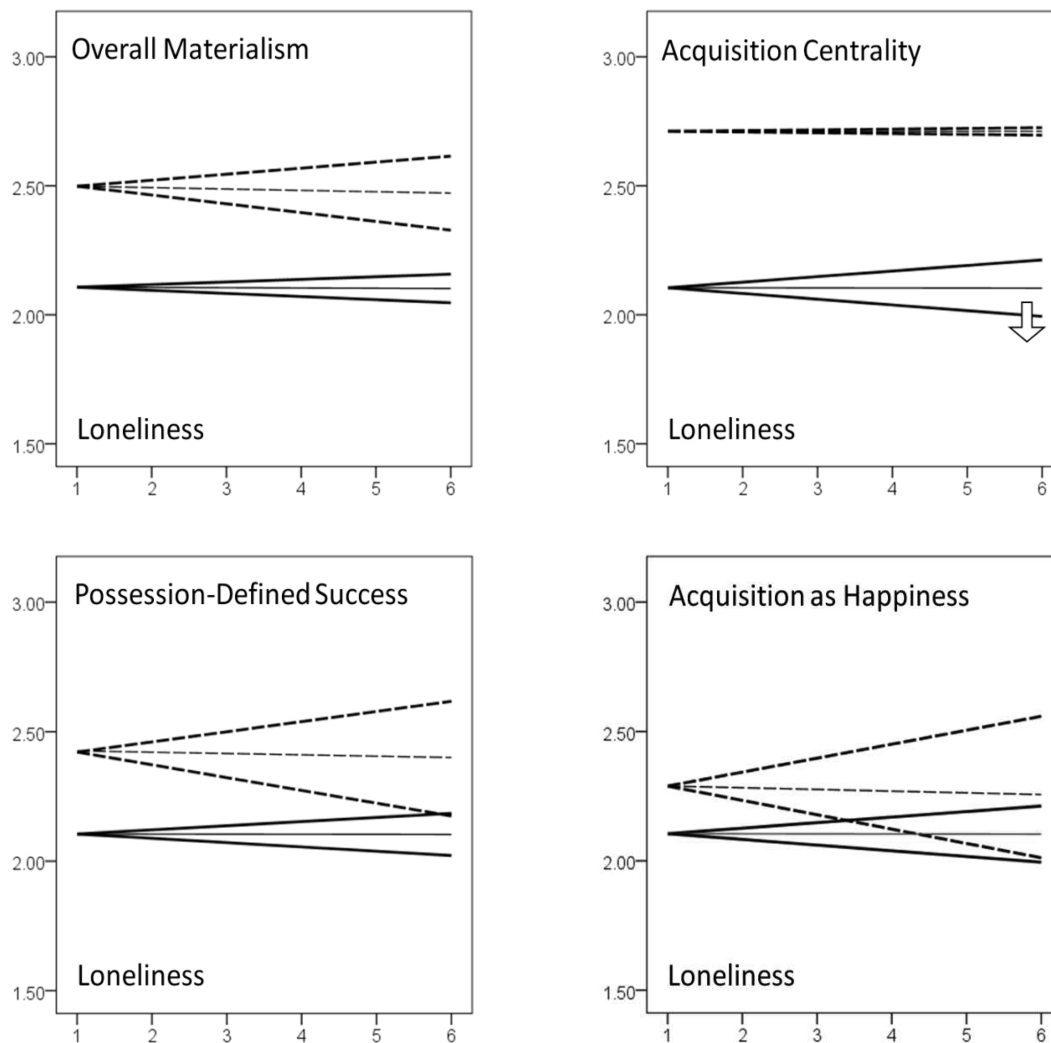 Overall Materialism
3.00
2.50
2.00
1.50
Loneliness
1 2 3 4 5 6
Acquisition Centrality
3.00
2.50
2.00
1.50
Loneliness
1 2 3 4 5 6
Possession-Defined Success
3.00
2.50
2.00
1.50
Loneliness
1 2 3 4 5 6
Acquisition as Happiness
3.00
2.50
2.00
1.50
Loneliness
1 2 3 4 5 6